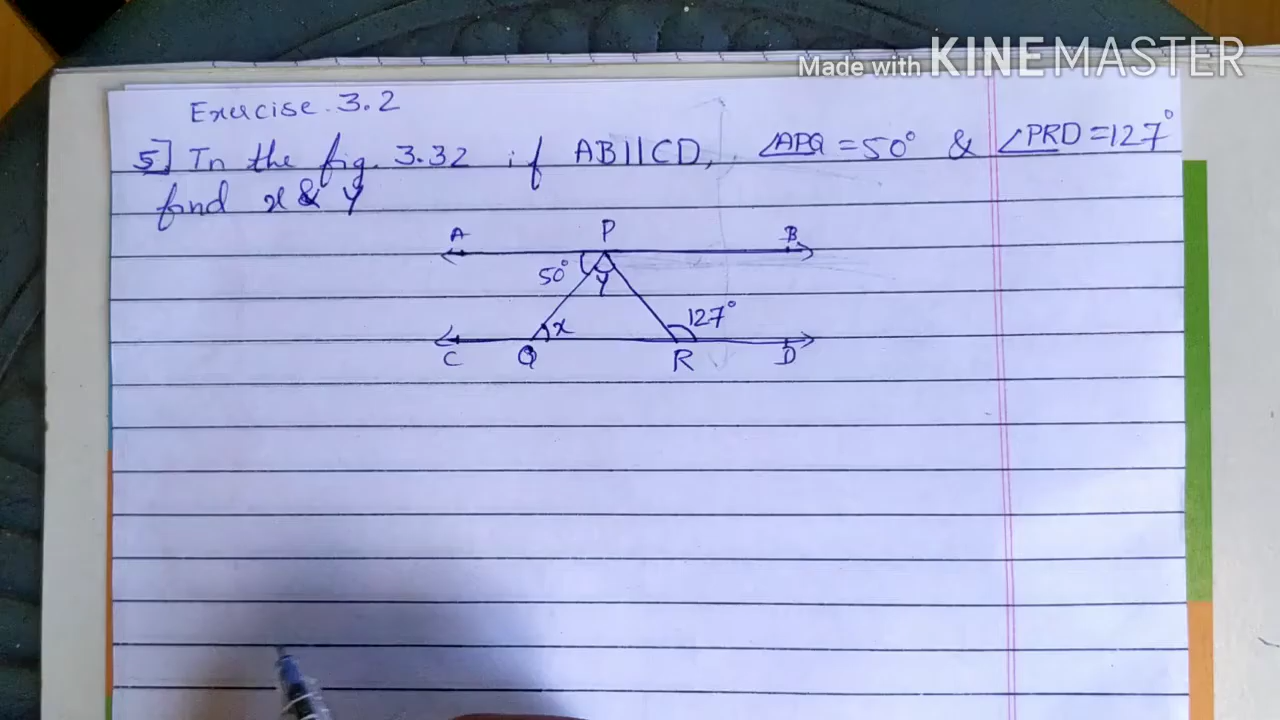 Made with KINEMASTER
Exercise.3.2
5] In the fig. 3.32 if AB||CD, ∠APQ = 50° & ∠PRD = 127°
find x & y
A P B
50° y
x 127°
C Q R D